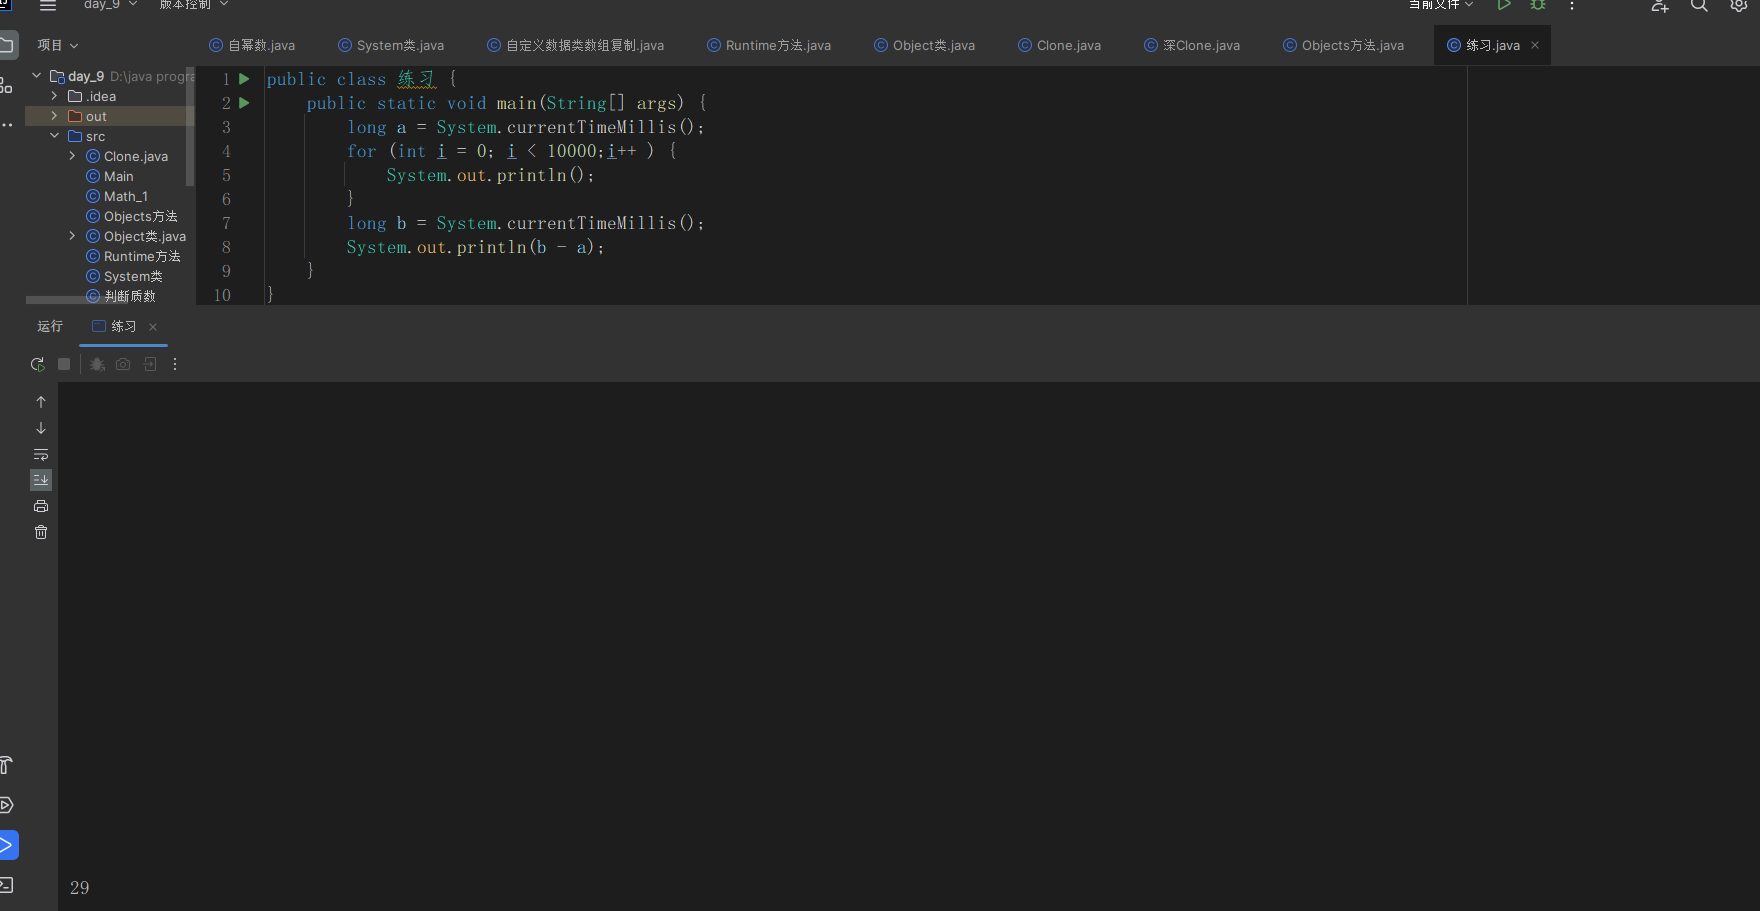 day_9 版本控制 当前文件
项目 自幂数.java System类.java 自定义数据类数组复制.java Runtime方法.java Object类.java Clone.java 深Clone.java Objects方法.java 练习.java
day_9 D:\java progra
.idea
out
src
Clone.java
Main
Math_1
Objects方法
Object类.java
Runtime方法
System类
判断质数
1 public class 练习 {
2 public static void main(String[] args) {
3 long a = System.currentTimeMillis();
4 for (int i = 0; i < 10000;i++ ) {
5 System.out.println();
6 }
7 long b = System.currentTimeMillis();
8 System.out.println(b - a);
9 }
10 }
运行 练习
29